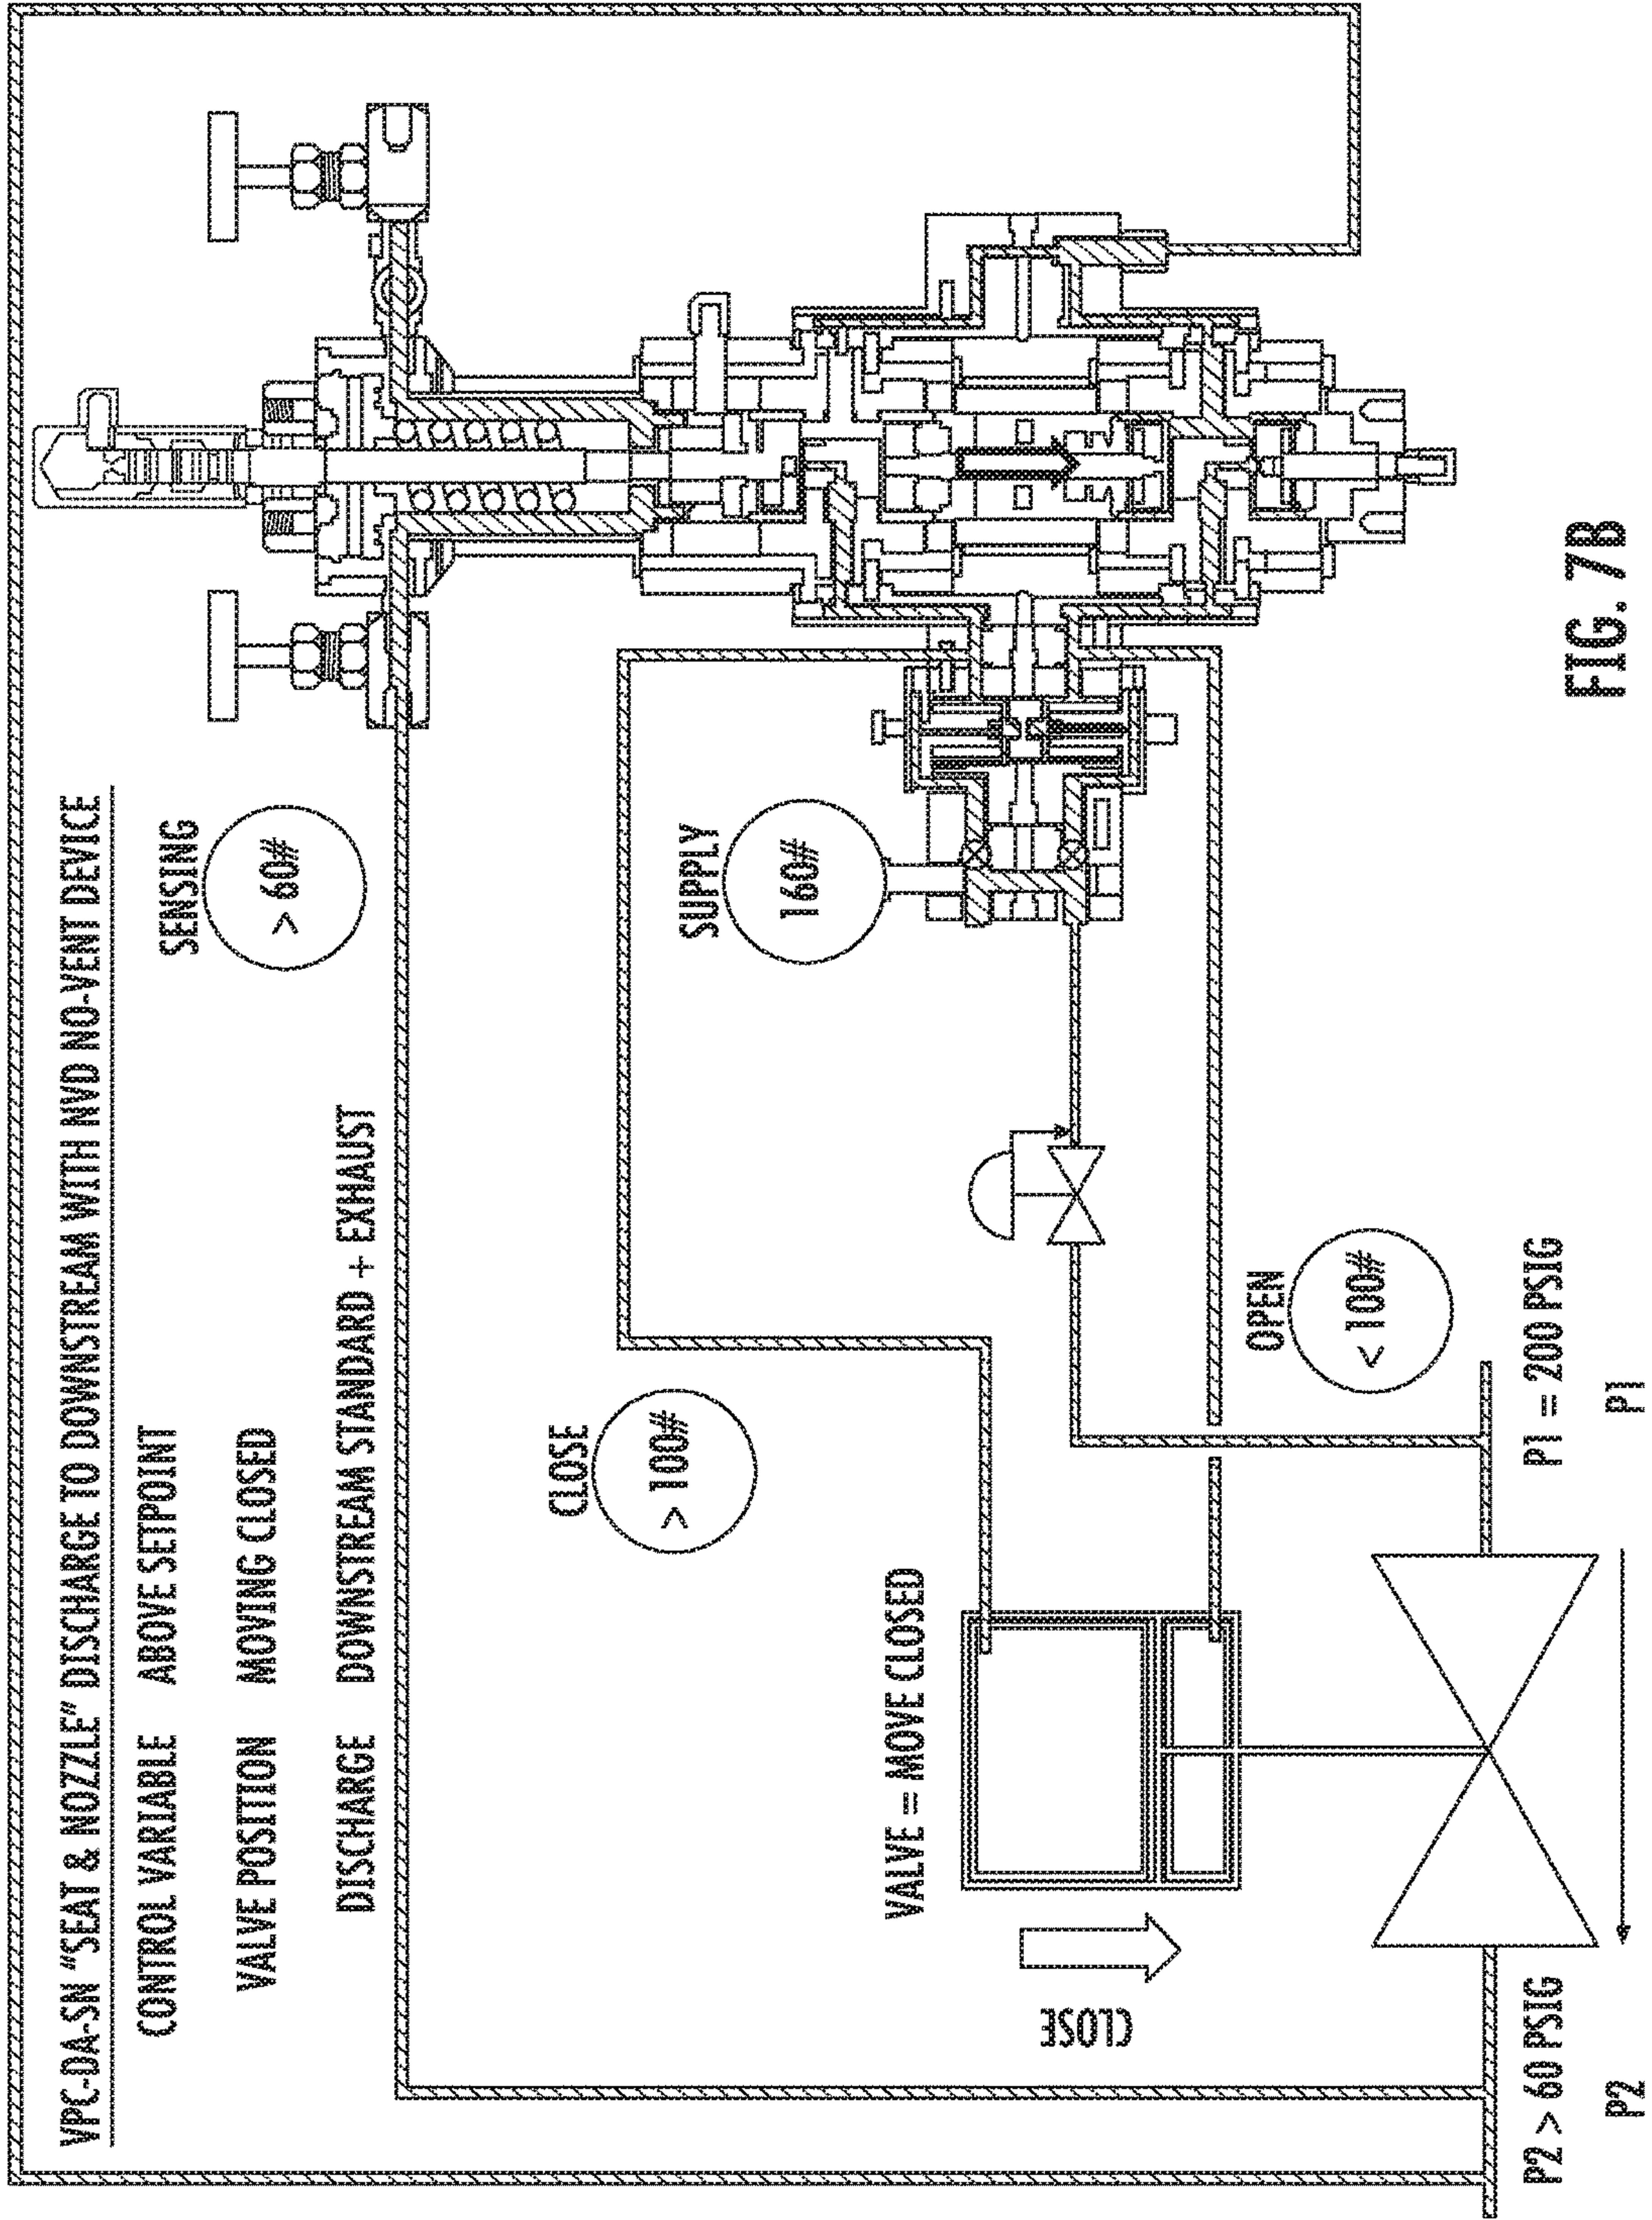 VPC-DA-SN "SEAT & NOZZLE" DISCHARGE TO DOWNSTREAM WITH NVD NO-VENT DEVICE
CONTROL VARIABLE ABOVE SETPOINT
VALVE POSITION MOVING CLOSED
DISCHARGE DOWNSTREAM STANDARD + EXHAUST
SENSING
> 60#
CLOSE
> 100#
SUPPLY
160#
VALVE = MOVE CLOSED
CLOSE
OPEN
< 100#
P2 > 60 PSIG
P1 = 200 PSIG
P2
P1
FIG. 7B